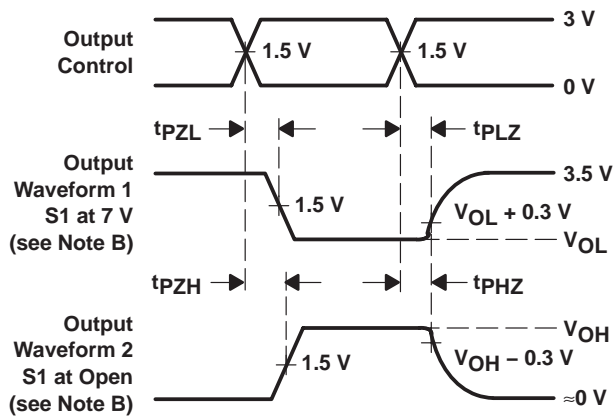 Output
Control
1.5 V
1.5 V
3 V
0 V
tPZL
tPLZ
Output
Waveform 1
S1 at 7 V
(see Note B)
1.5 V
3.5 V
VOL + 0.3 V
VOL
tPZH
tPHZ
Output
Waveform 2
S1 at Open
(see Note B)
1.5 V
VOH
VOH − 0.3 V
≈0 V